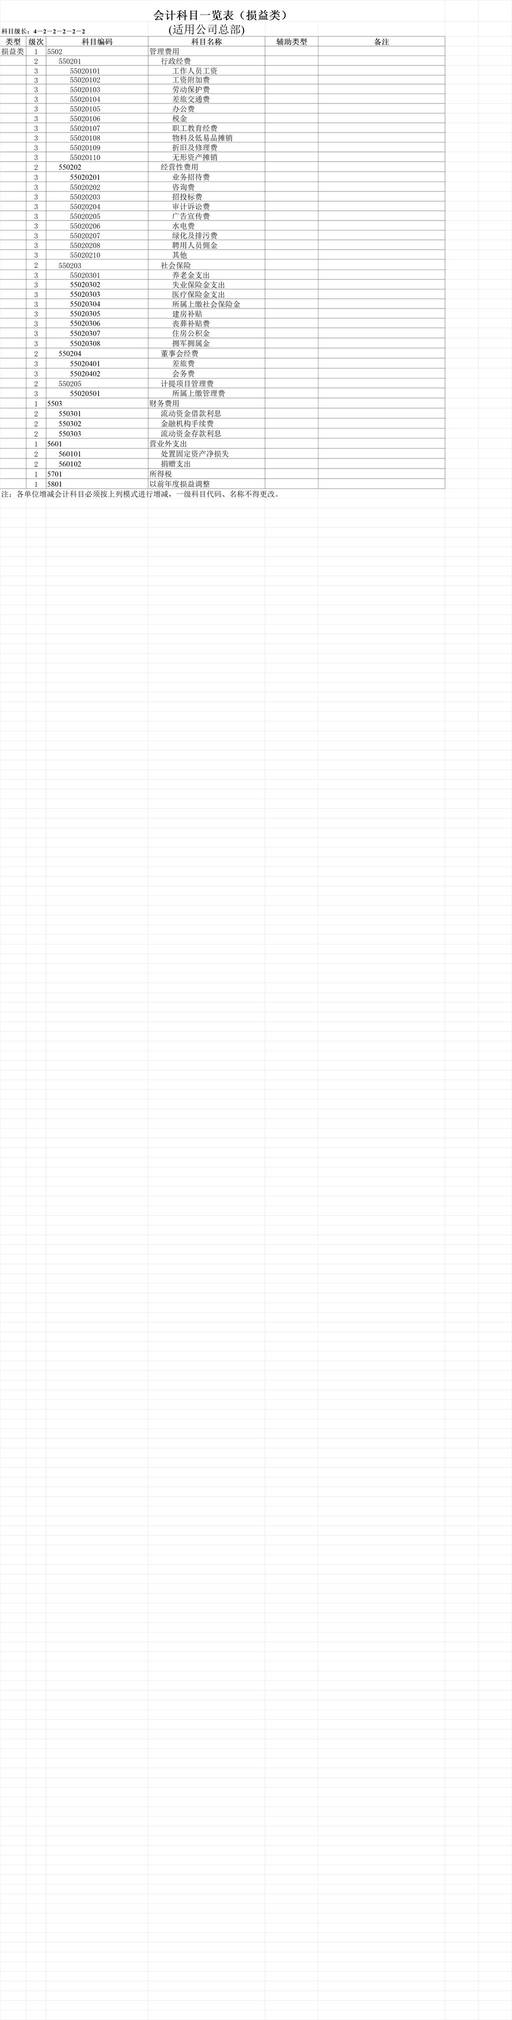 会计科目一览表（损益类）
科目级长：4—2—2—2—2—2 (适用公司总部)
类型 级次 科目编码 科目名称 辅助类型 备注
损益类 1 5502 管理费用
2 550201 行政经费
3 55020101 工作人员工资
3 55020102 工资附加费
3 55020103 劳动保护费
3 55020104 差旅交通费
3 55020105 办公费
3 55020106 税金
3 55020107 职工教育经费
3 55020108 物料及低易品摊销
3 55020109 折旧及修理费
3 55020110 无形资产摊销
2 550202 经营性费用
3 55020201 业务招待费
3 55020202 咨询费
3 55020203 招投标费
3 55020204 审计诉讼费
3 55020205 广告宣传费
3 55020206 水电费
3 55020207 绿化及排污费
3 55020208 聘用人员佣金
3 55020210 其他
2 550203 社会保险
3 55020301 养老金支出
3 55020302 失业保险金支出
3 55020303 医疗保险金支出
3 55020304 所属上缴社会保险金
3 55020305 建房补贴
3 55020306 丧葬补贴费
3 55020307 住房公积金
3 55020308 拥军拥属金
2 550204 董事会经费
3 55020401 差旅费
3 55020402 会务费
2 550205 计提项目管理费
3 55020501 所属上缴管理费
1 5503 财务费用
2 550301 流动资金借款利息
2 550302 金融机构手续费
2 550303 流动资金存款利息
1 5601 营业外支出
2 560101 处置固定资产净损失
2 560102 捐赠支出
1 5701 所得税
1 5801 以前年度损益调整
注：各单位增减会计科目必须按上列模式进行增减，一级科目代码、名称不得更改。